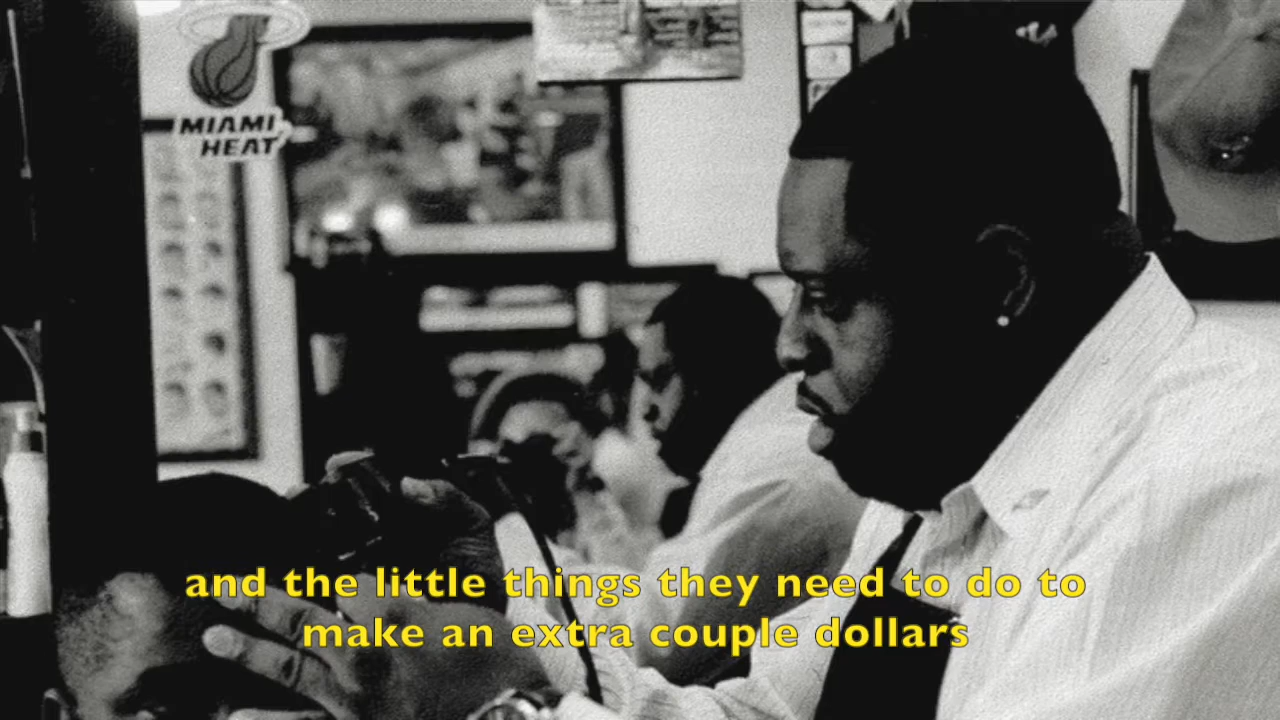 MIAMI
HEAT
and the little things they need to do to
make an extra couple dollars